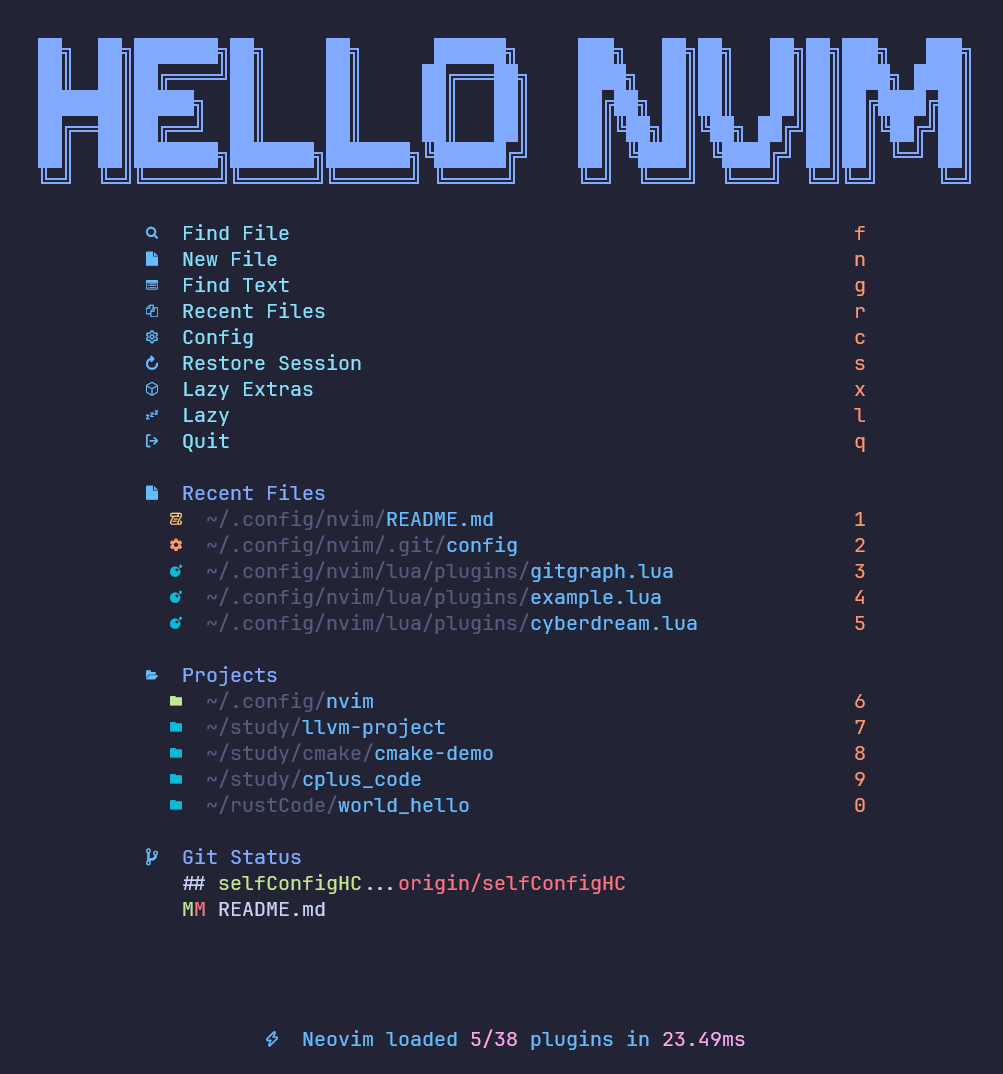 HELLO NVIM
Find File f
New File n
Find Text g
Recent Files r
Config c
Restore Session s
Lazy Extras x
Lazy l
Quit q
Recent Files
~/.config/nvim/README.md 1
~/.config/nvim/.git/config 2
~/.config/nvim/lua/plugins/gitgraph.lua 3
~/.config/nvim/lua/plugins/example.lua 4
~/.config/nvim/lua/plugins/cyberdream.lua 5
Projects
~/.config/nvim 6
~/study/llvm-project 7
~/study/cmake/cmake-demo 8
~/study/cplus_code 9
~/rustCode/world_hello 0
Git Status
## selfConfigHC...origin/selfConfigHC
MM README.md
Neovim loaded 5/38 plugins in 23.49ms